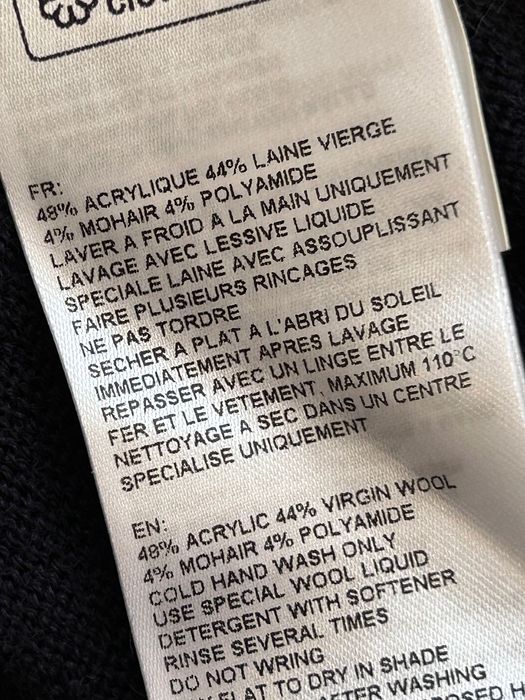 FR:
48% ACRYLIQUE 44% LAINE VIERGE
4% MOHAIR 4% POLYAMIDE
LAVER A FROID A LA MAIN UNIQUEMENT
LAVAGE AVEC LESSIVE LIQUIDE
SPECIALE LAINE AVEC ASSOUPLISSANT
FAIRE PLUSIEURS RINCAGES
NE PAS TORDRE
SECHER A PLAT A L'ABRI DU SOLEIL
IMMEDIATEMENT APRES LAVAGE
REPASSER AVEC UN LINGE ENTRE LE
FER ET LE VETEMENT, MAXIMUM 110°C
NETTOYAGE A SEC DANS UN CENTRE
SPECIALISE UNIQUEMENT
EN:
48% ACRYLIC 44% VIRGIN WOOL
4% MOHAIR 4% POLYAMIDE
COLD HAND WASH ONLY
USE SPECIAL WOOL LIQUID
DETERGENT WITH SOFTENER
RINSE SEVERAL TIMES
DO NOT WRING
FLAT TO DRY IN SHADE
AFTER WASHING